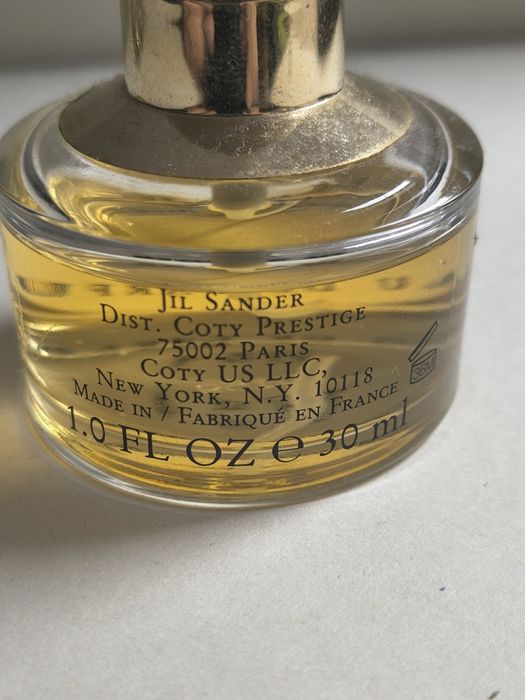 Jil Sander
Dist. Coty Prestige
75002 Paris
Coty US LLC,
New York, N.Y. 10118
Made in / Fabriqué en France
36M
1.0 FL OZ ℮ 30 ml